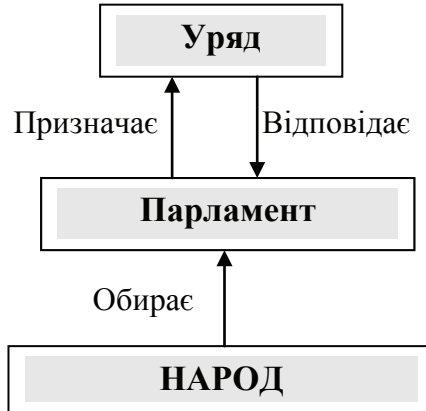 Уряд
Призначає
Відповідає
Парламент
Обирає
НАРОД